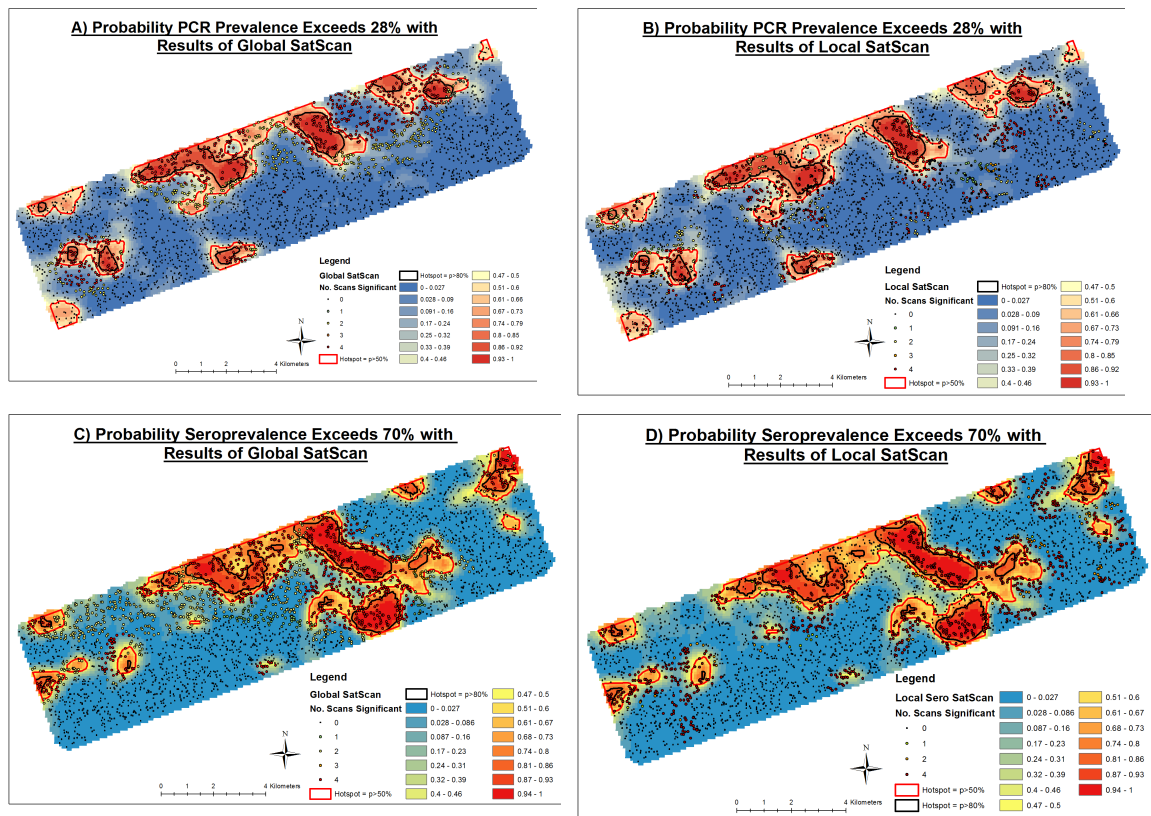 A) Probability PCR Prevalence Exceeds 28% with
Results of Global SatScan
N
0 1 2 4 Kilometers
Legend
Global SatScan
No. Scans Significant
0
1
2
3
4
Hotspot = p>50%
Hotspot = p>80%
0 - 0.027
0.028 - 0.09
0.091 - 0.16
0.17 - 0.24
0.25 - 0.32
0.33 - 0.39
0.4 - 0.46
0.47 - 0.5
0.51 - 0.6
0.61 - 0.66
0.67 - 0.73
0.74 - 0.79
0.8 - 0.85
0.86 - 0.92
0.93 - 1
B) Probability PCR Prevalence Exceeds 28% with
Results of Local SatScan
N
0 1 2 4 Kilometers
Legend
Local SatScan
No. Scans Significant
0
1
2
3
4
Hotspot = p>50%
Hotspot = p>80%
0 - 0.027
0.028 - 0.09
0.091 - 0.16
0.17 - 0.24
0.25 - 0.32
0.33 - 0.39
0.4 - 0.46
0.47 - 0.5
0.51 - 0.6
0.61 - 0.66
0.67 - 0.73
0.74 - 0.79
0.8 - 0.85
0.86 - 0.92
0.93 - 1
C) Probability Seroprevalence Exceeds 70% with
Results of Global SatScan
N
0 1 2 4 Kilometers
Legend
Global SatScan
No. Scans Significant
0
1
2
3
4
Hotspot = p>50%
Hotspot = p>80%
0 - 0.027
0.028 - 0.086
0.087 - 0.16
0.17 - 0.23
0.24 - 0.31
0.32 - 0.39
0.4 - 0.46
0.47 - 0.5
0.51 - 0.6
0.61 - 0.67
0.68 - 0.73
0.74 - 0.8
0.81 - 0.86
0.87 - 0.93
0.94 - 1
D) Probability Seroprevalence Exceeds 70% with
Results of Local SatScan
N
0 1 2 4 Kilometers
Legend
Local Sero SatScan
No. Scans Significant
0
1
2
4
Hotspot = p>50%
Hotspot = p>80%
0 - 0.027
0.028 - 0.086
0.087 - 0.16
0.17 - 0.23
0.24 - 0.31
0.32 - 0.39
0.4 - 0.46
0.47 - 0.5
0.51 - 0.6
0.61 - 0.67
0.68 - 0.73
0.74 - 0.8
0.81 - 0.86
0.87 - 0.93
0.94 - 1